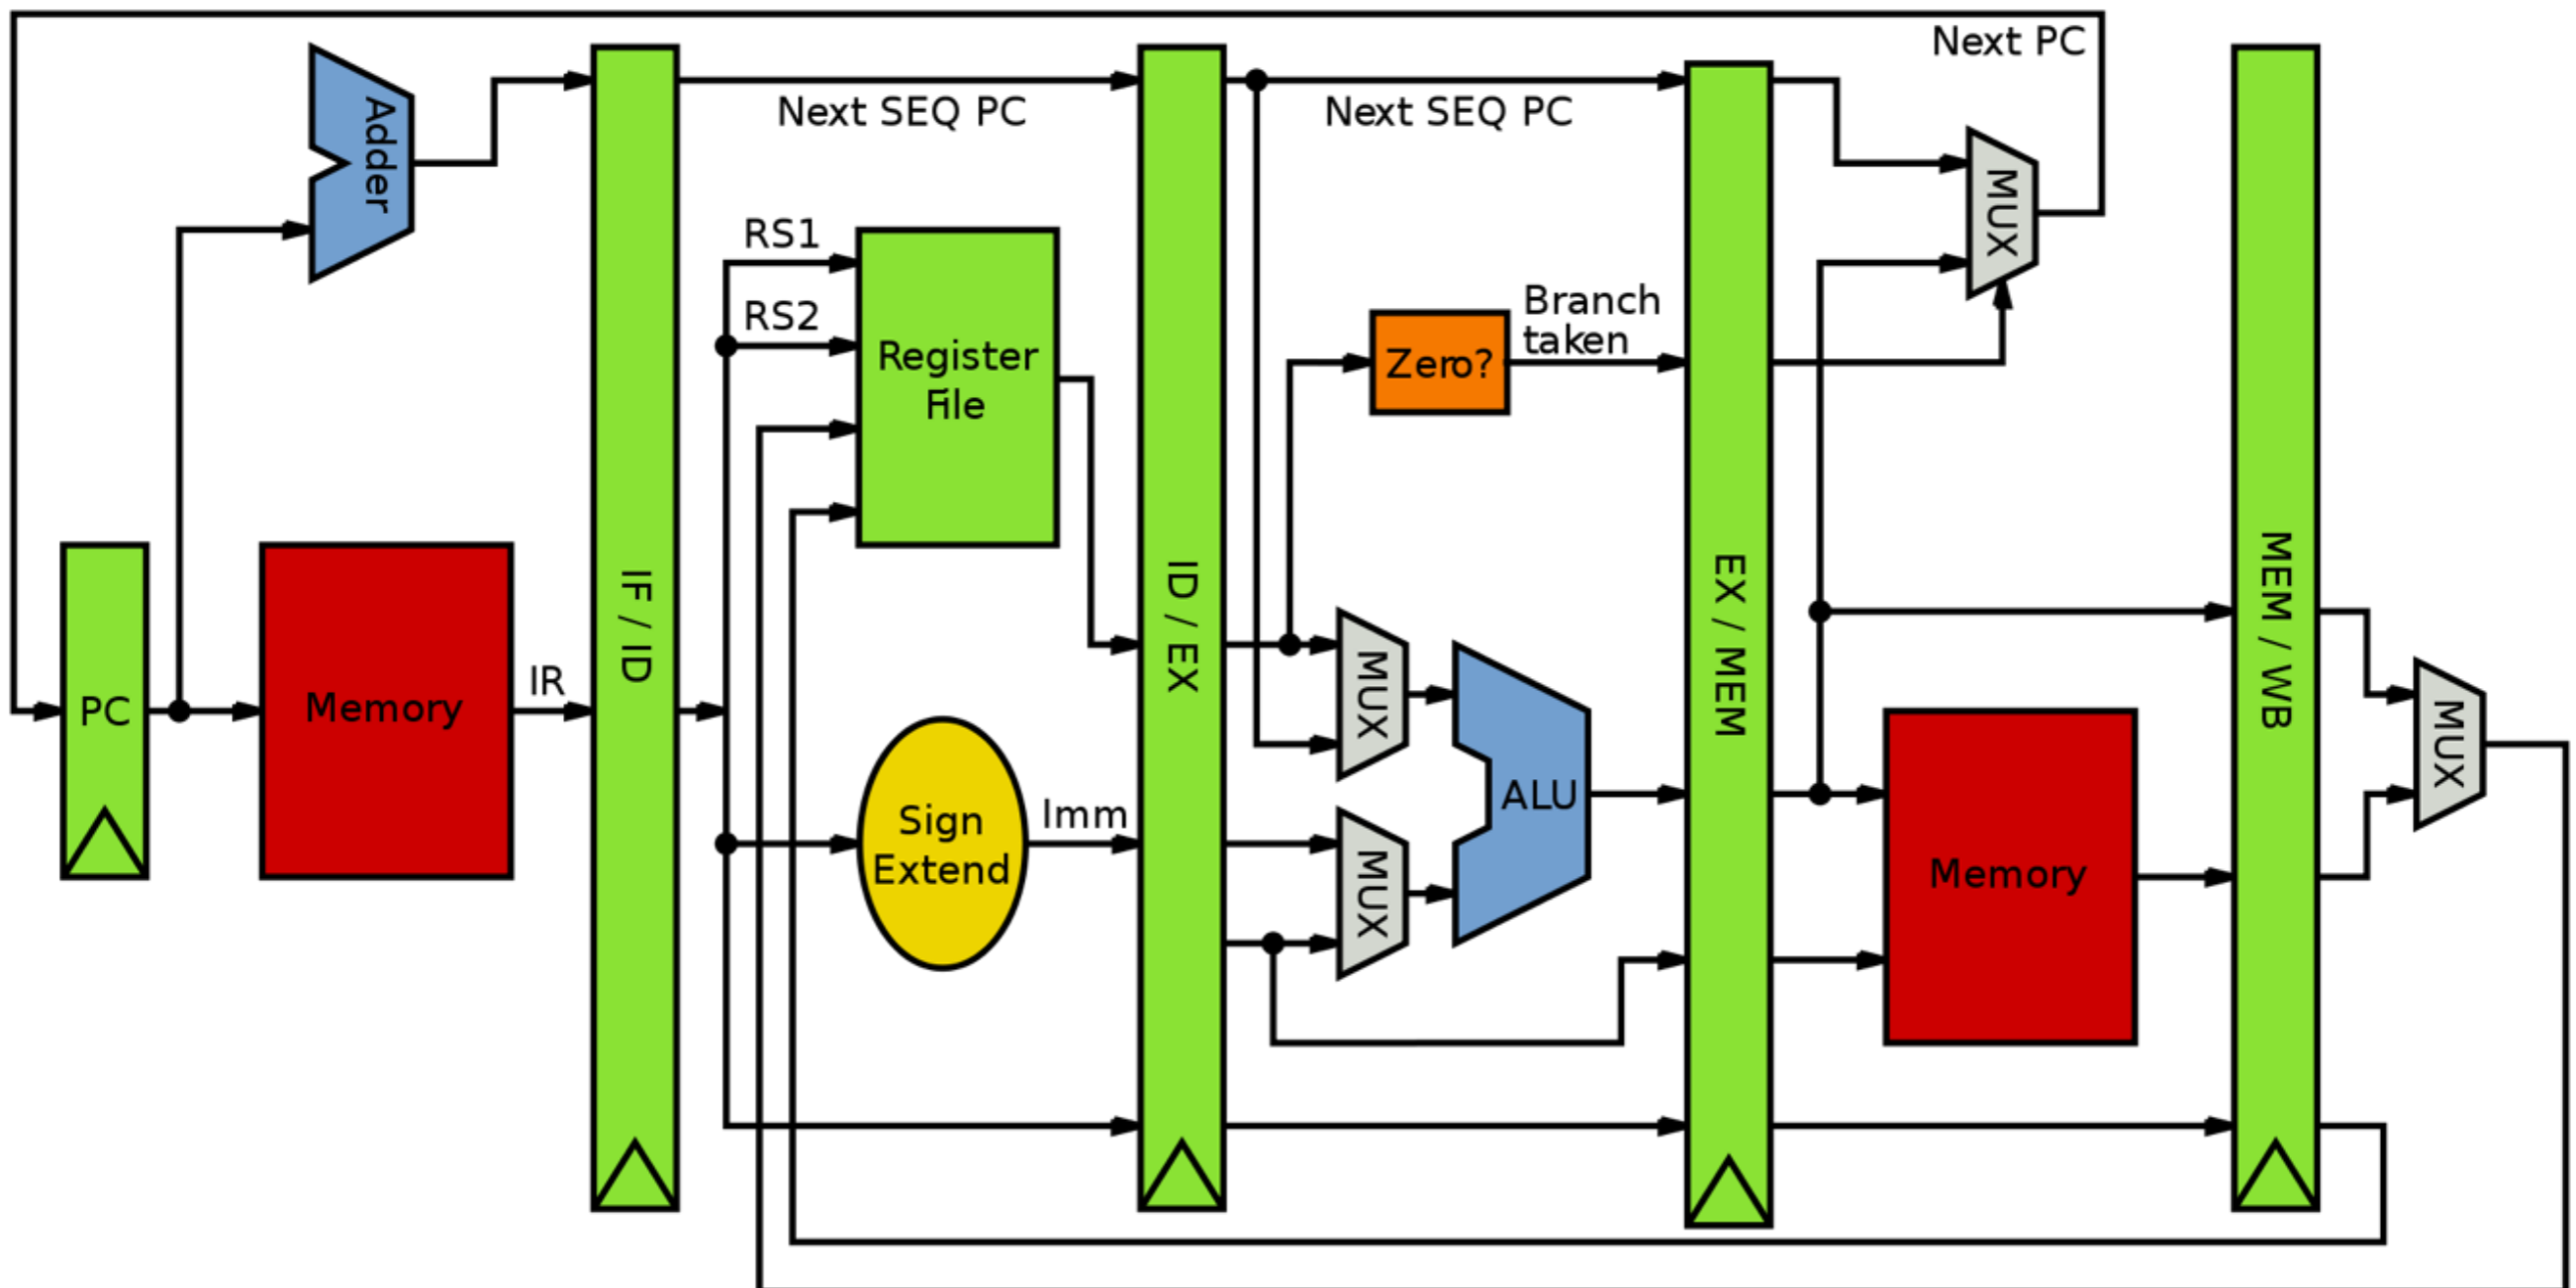 Next PC
Adder
Next SEQ PC
Next SEQ PC
MUX
RS1
RS2
Register
File
Branch
taken
Zero?
IF / ID
ID / EX
EX / MEM
MEM / WB
PC
Memory
IR
MUX
ALU
MUX
Sign
Extend
Imm
MUX
Memory
MUX